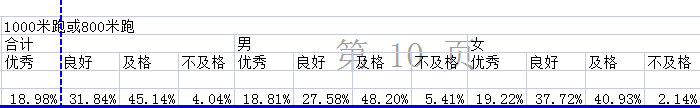 1000米跑或800米跑
合计 男 女
第 10 页
优秀 良好 及格 不及格 优秀 良好 及格 不及格 优秀 良好 及格 不及格
18.98% 31.84% 45.14% 4.04% 18.81% 27.58% 48.20% 5.41% 19.22% 37.72% 40.93% 2.14%